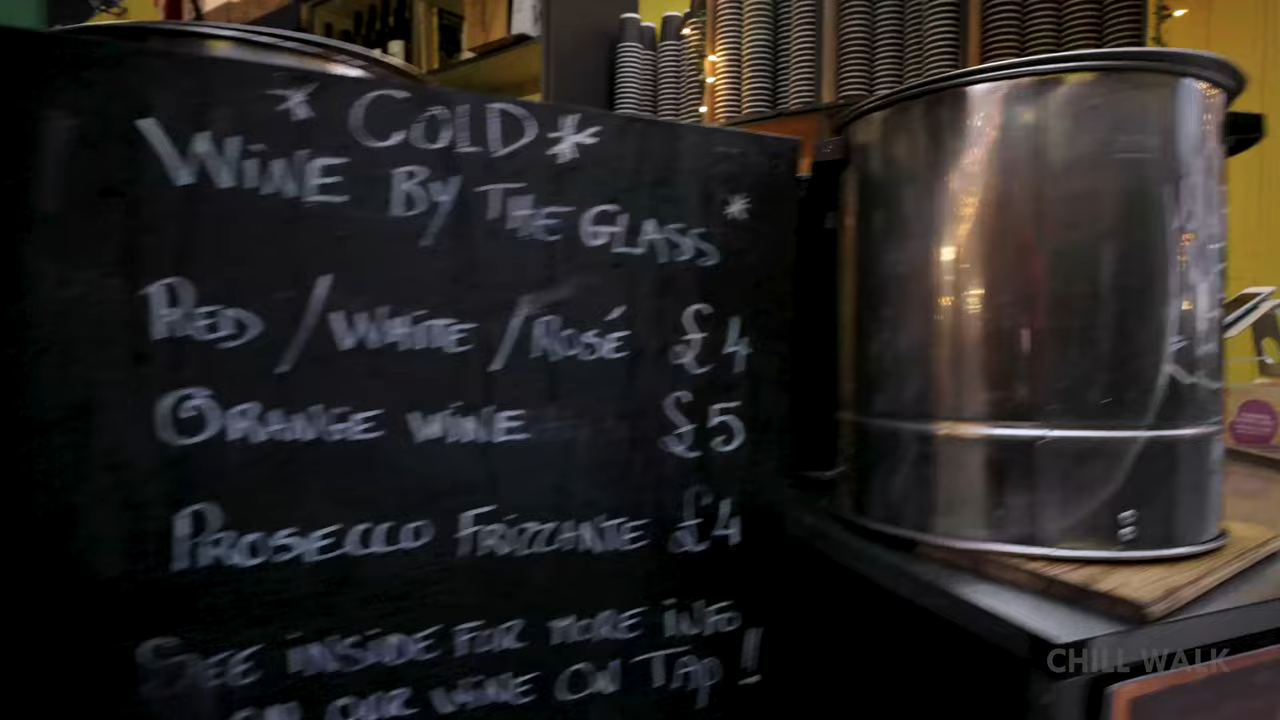 * COLD *
WINE BY THE GLASS *
RED / WHITE / ROSÉ £4
ORANGE WINE £5
PROSECCO FRIZZANTE £4
SEE INSIDE FOR MORE INFO
ON OUR WINE ON TAP!
CHILL WALK